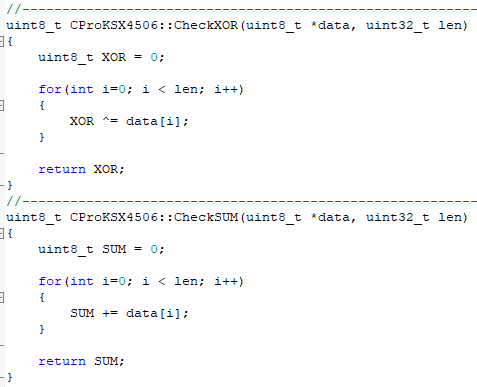 //---------------------------------------------------------
uint8_t CProKSX4506::CheckXOR(uint8_t *data, uint32_t len)
{
    uint8_t XOR = 0;

    for(int i=0; i < len; i++)
    {
        XOR ^= data[i];
    }

    return XOR;
}
//---------------------------------------------------------
uint8_t CProKSX4506::CheckSUM(uint8_t *data, uint32_t len)
{
    uint8_t SUM = 0;

    for(int i=0; i < len; i++)
    {
        SUM += data[i];
    }

    return SUM;
}